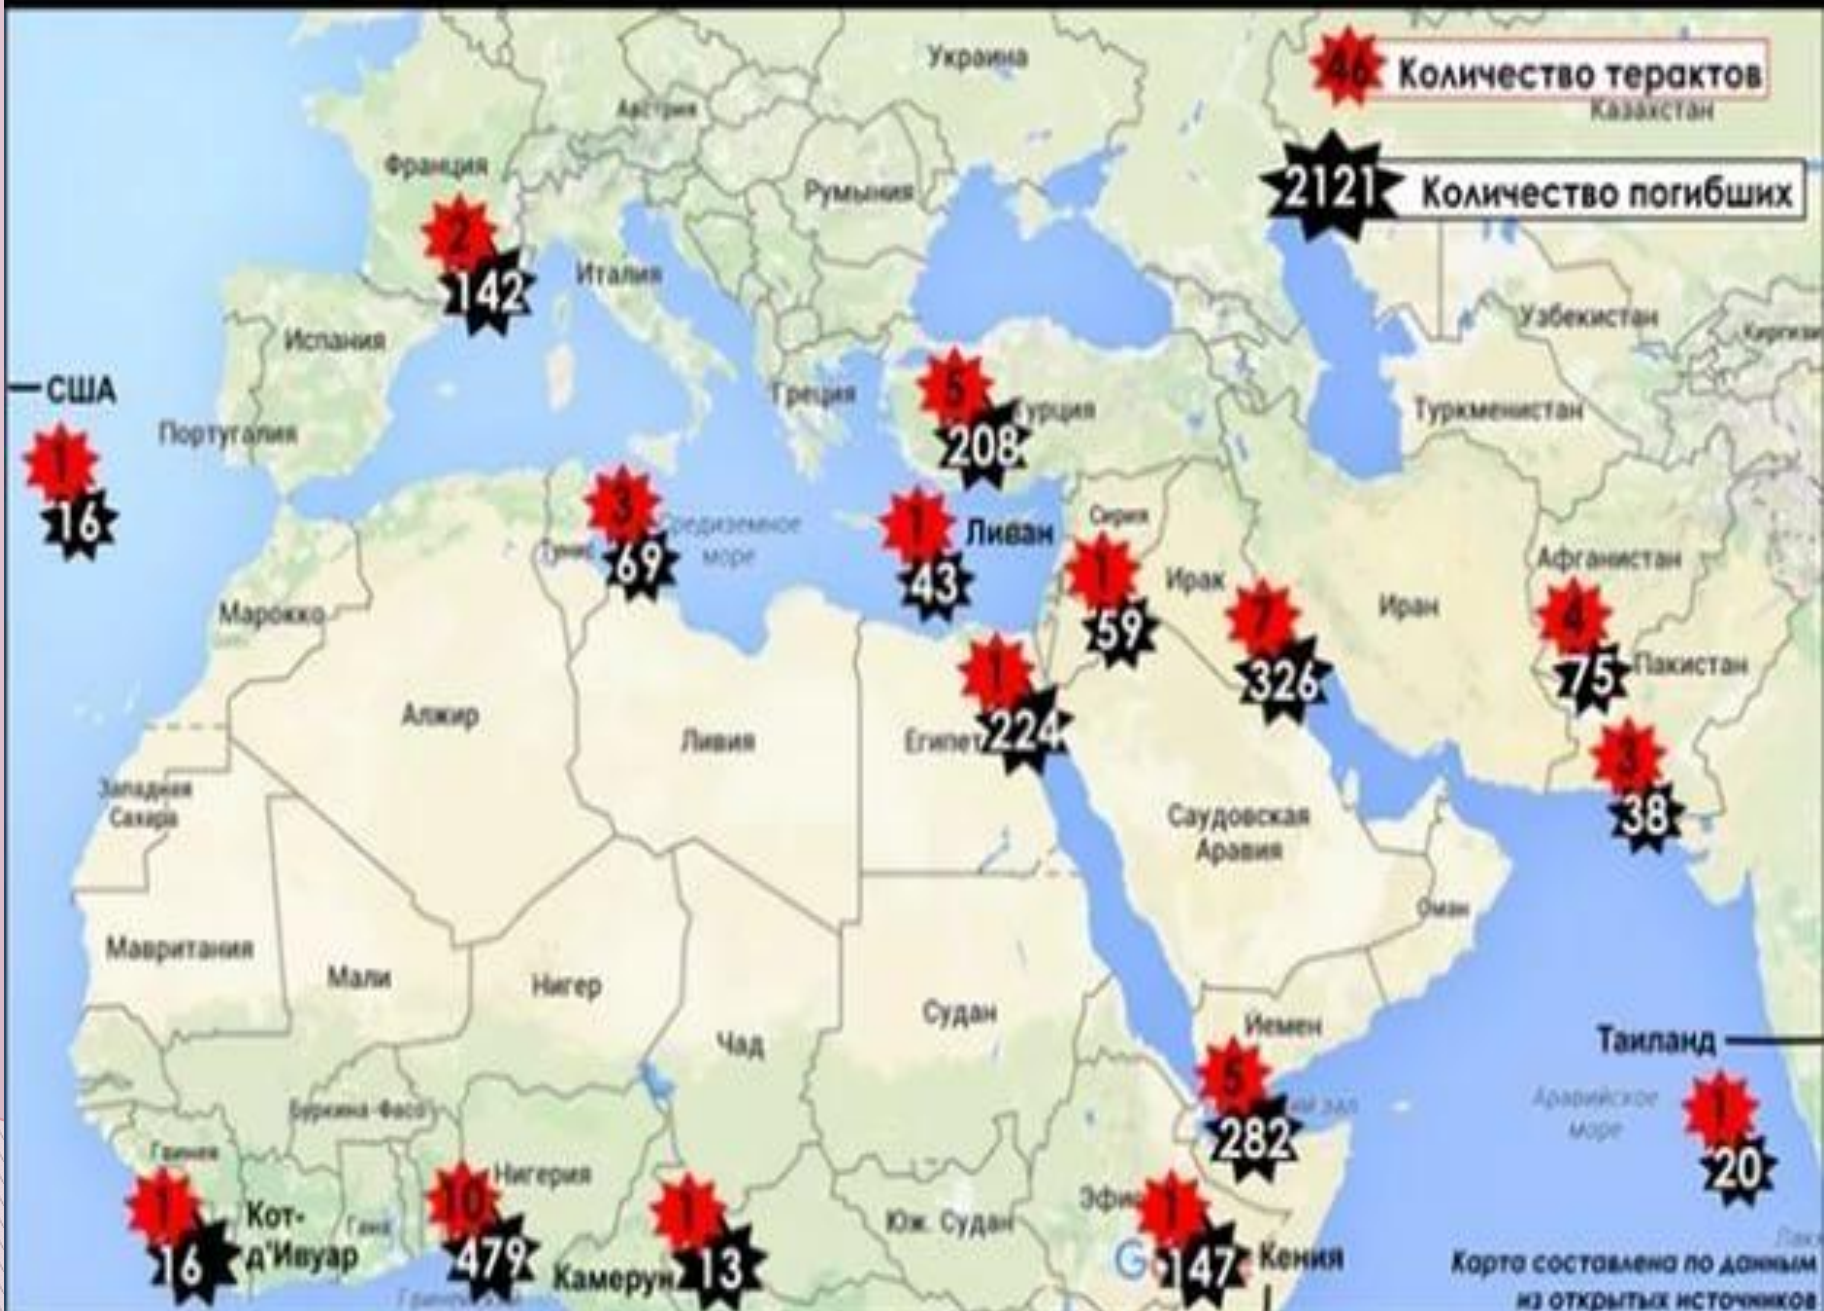 Украина
46 Количество терактов
Австрия
Казахстан
Франция
2121 Количество погибших
Румыния
2
142
Италия
Испания
Узбекистан
США
5
208
Греция
Турция
Туркменистан
Португалия
1
16
3
69
Средиземное
море
1
43
Ливан
Сирия
1
59
Ирак
7
326
Иран
Афганистан
4
75
Пакистан
Тунис
Марокко
1
224
Египет
Алжир
Ливия
3
38
Западная
Сахара
Саудовская
Аравия
Оман
Мавритания
Мали
Нигер
Чад
Судан
Йемен
5
282
Таиланд
Аравийское
море
1
20
Буркина-Фасо
Гвинея
1
16
Кот-
д'Ивуар
Гана
10
479
Нигерия
1
13
Камерун
Юж. Судан
Эфи
1
147
Кения
Карта составлена по данным
из открытых источников